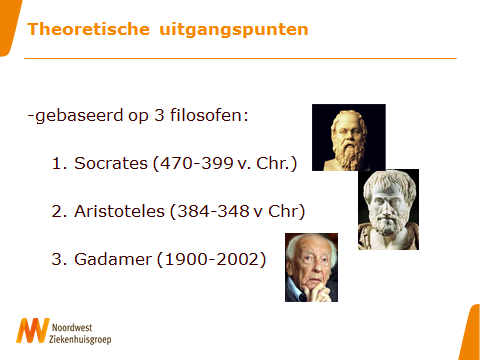 Theoretische uitgangspunten
-gebaseerd op 3 filosofen:
1. Socrates (470-399 v. Chr.)
2. Aristoteles (384-348 v Chr)
3. Gadamer (1900-2002)
Noordwest
Ziekenhuisgroep